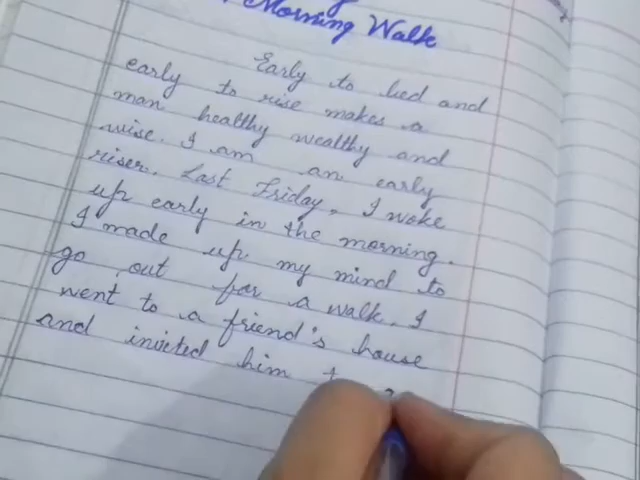 Morning Walk
Early to bed and
early to rise makes a
man healthy wealthy and
wise. I am an early
riser. Last Friday, I woke
up early in the morning.
I made up my mind to
go out for a walk. I
went to a friend's house
and invited him